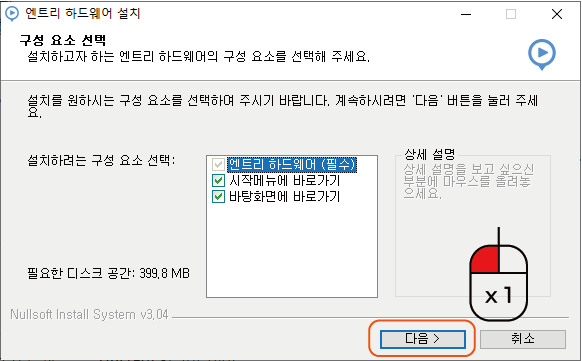 엔트리 하드웨어 설치
구성 요소 선택
설치하고자 하는 엔트리 하드웨어의 구성 요소를 선택해 주세요.
설치를 원하시는 구성 요소를 선택하여 주시기 바랍니다. 계속하시려면 '다음' 버튼을 눌러 주세
요.
설치하려는 구성 요소 선택:
엔트리 하드웨어 (필수)
시작메뉴에 바로가기
바탕화면에 바로가기
상세 설명
상세 설명을 보고 싶으신
부분에 마우스를 올려놓
으세요.
필요한 디스크 공간: 399.8 MB
x 1
Nullsoft Install System v3.04
다음 >
취소